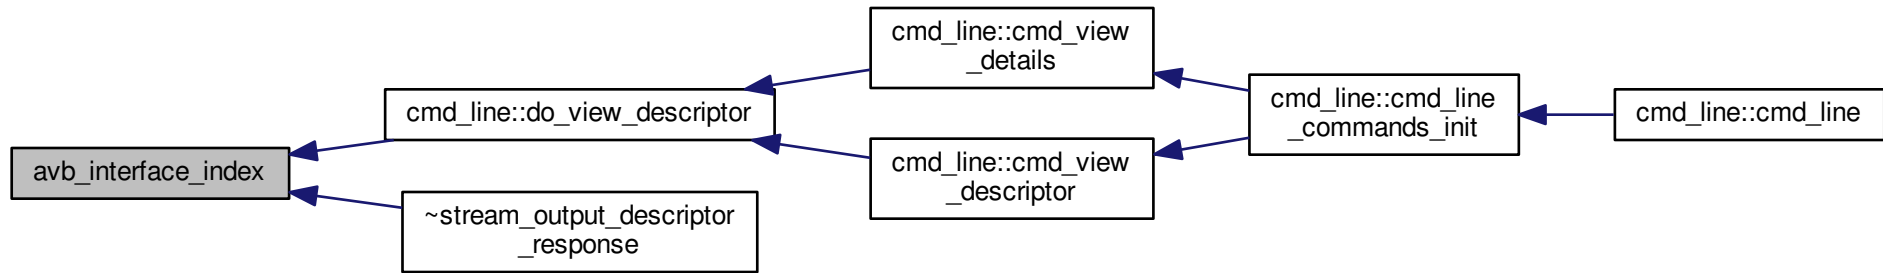 avb_interface_index
cmd_line::do_view_descriptor
~stream_output_descriptor
_response
cmd_line::cmd_view
_details
cmd_line::cmd_view
_descriptor
cmd_line::cmd_line
_commands_init
cmd_line::cmd_line